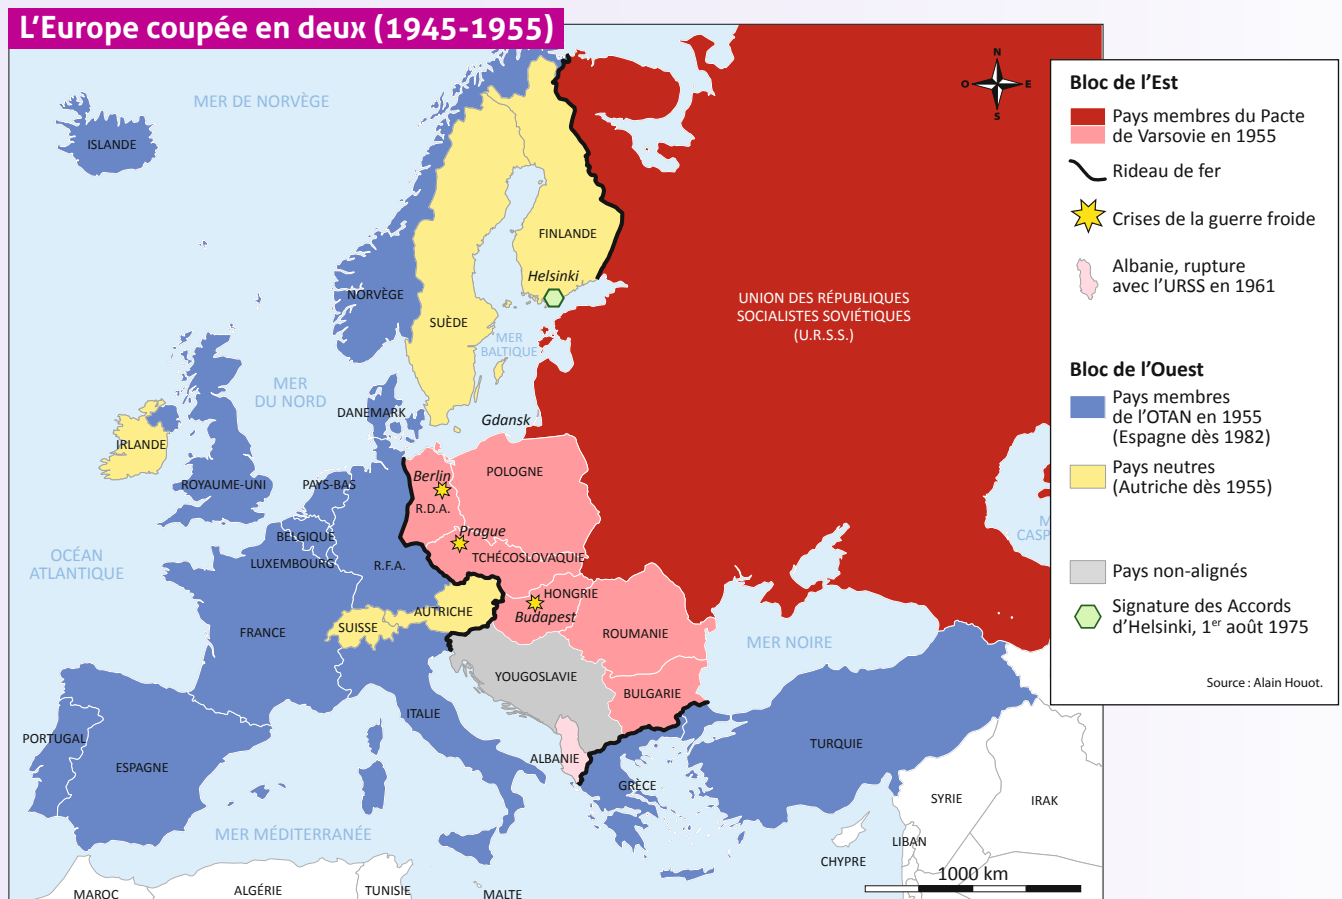 L'Europe coupée en deux (1945-1955)
MER DE NORVÈGE
ISLANDE
FINLANDE
Helsinki
NORVÈGE
SUÈDE
UNION DES RÉPUBLIQUES
SOCIALISTES SOVIÉTIQUES
(U.R.S.S.)
MER
BALTIQUE
MER
DU NORD
DANEMARK
Gdansk
IRLANDE
ROYAUME-UNI
PAYS-BAS
Berlin
R.D.A.
POLOGNE
BELGIQUE
LUXEMBOURG
R.F.A.
Prague
TCHÉCOSLOVAQUIE
OCÉAN
ATLANTIQUE
FRANCE
SUISSE
AUTRICHE
HONGRIE
Budapest
ROUMANIE
MER NOIRE
YOUGOSLAVIE
BULGARIE
ITALIE
PORTUGAL
ESPAGNE
ALBANIE
GRÈCE
TURQUIE
MER MÉDITERRANÉE
SYRIE
IRAK
LIBAN
CHYPRE
MAROC
ALGÉRIE
TUNISIE
MALTE
1000 km
M
CASP
N
O
E
S
Bloc de l'Est
Pays membres du Pacte
de Varsovie en 1955
Rideau de fer
Crises de la guerre froide
Albanie, rupture
avec l'URSS en 1961
Bloc de l'Ouest
Pays membres
de l'OTAN en 1955
(Espagne dès 1982)
Pays neutres
(Autriche dès 1955)
Pays non-alignés
Signature des Accords
d'Helsinki, 1er août 1975
Source : Alain Houot.